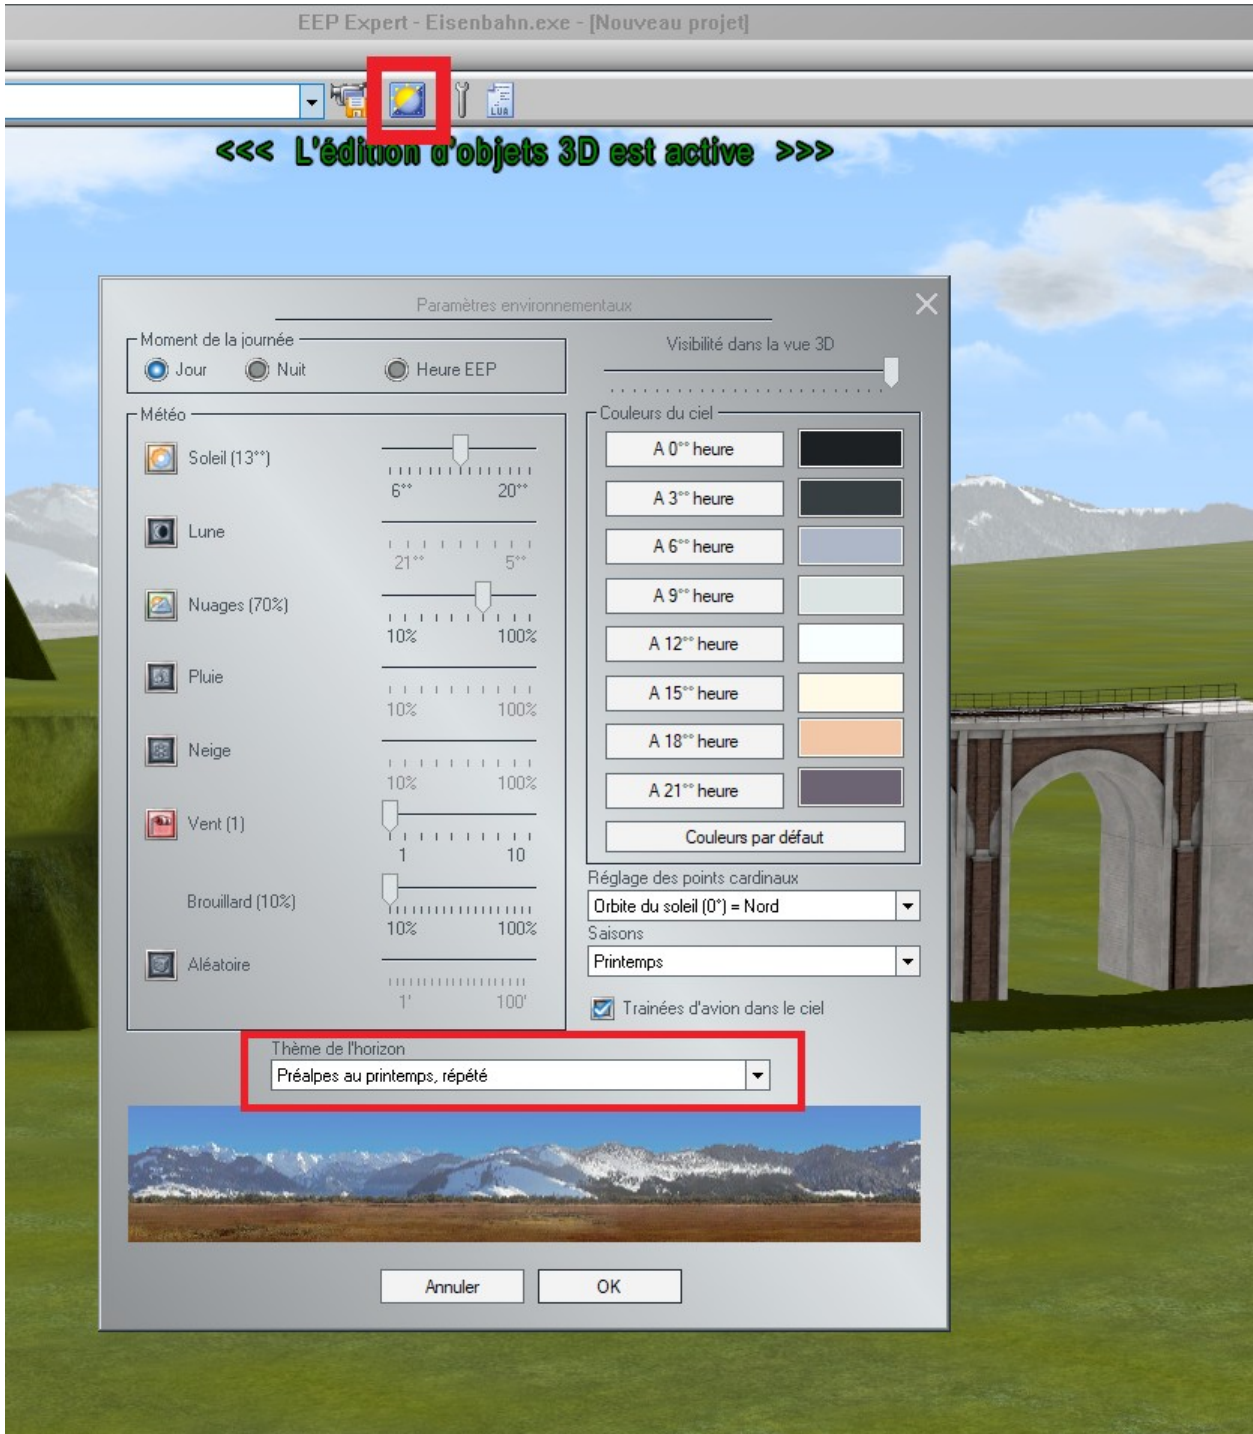 EEP Expert - Eisenbahn.exe - [Nouveau projet]
LUA
<<< L'édition d'objets 3D est active >>>
Paramètres environnementaux
Moment de la journée
Jour
Nuit
Heure EEP
Visibilité dans la vue 3D
Météo
Soleil (13°°)
6°°
20°°
Lune
21°°
5°°
Nuages (70%)
10%
100%
Pluie
10%
100%
Neige
10%
100%
Vent (1)
1
10
Brouillard (10%)
10%
100%
Aléatoire
1'
100'
Couleurs du ciel
A 0°° heure
A 3°° heure
A 6°° heure
A 9°° heure
A 12°° heure
A 15°° heure
A 18°° heure
A 21°° heure
Couleurs par défaut
Réglage des points cardinaux
Orbite du soleil (0°) = Nord
Saisons
Printemps
Trainées d'avion dans le ciel
Thème de l'horizon
Préalpes au printemps, répété
Annuler
OK